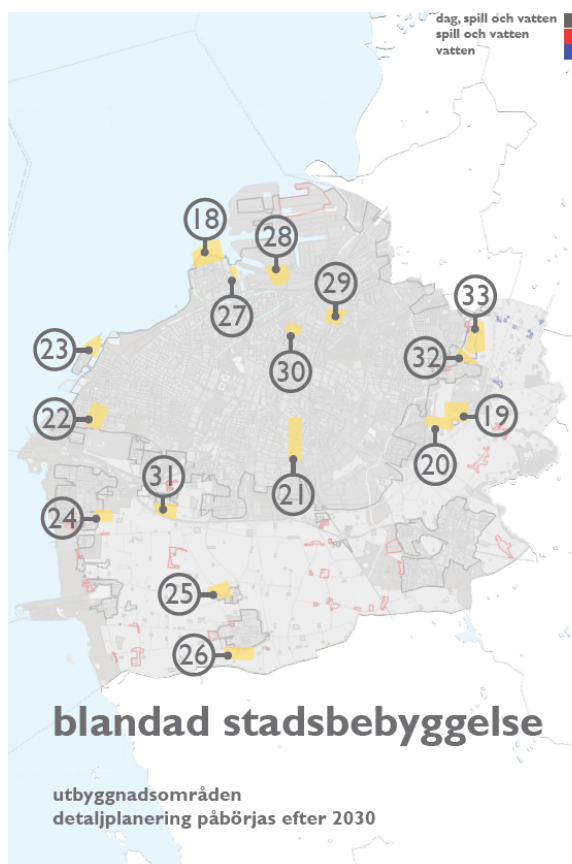 dag, spill och vatten
spill och vatten
vatten
18
28
29
33
27
23
30
32
22
19
20
31
21
24
25
26
blandad stadsbebyggelse
utbyggnadsområden
detaljplanering påbörjas efter 2030